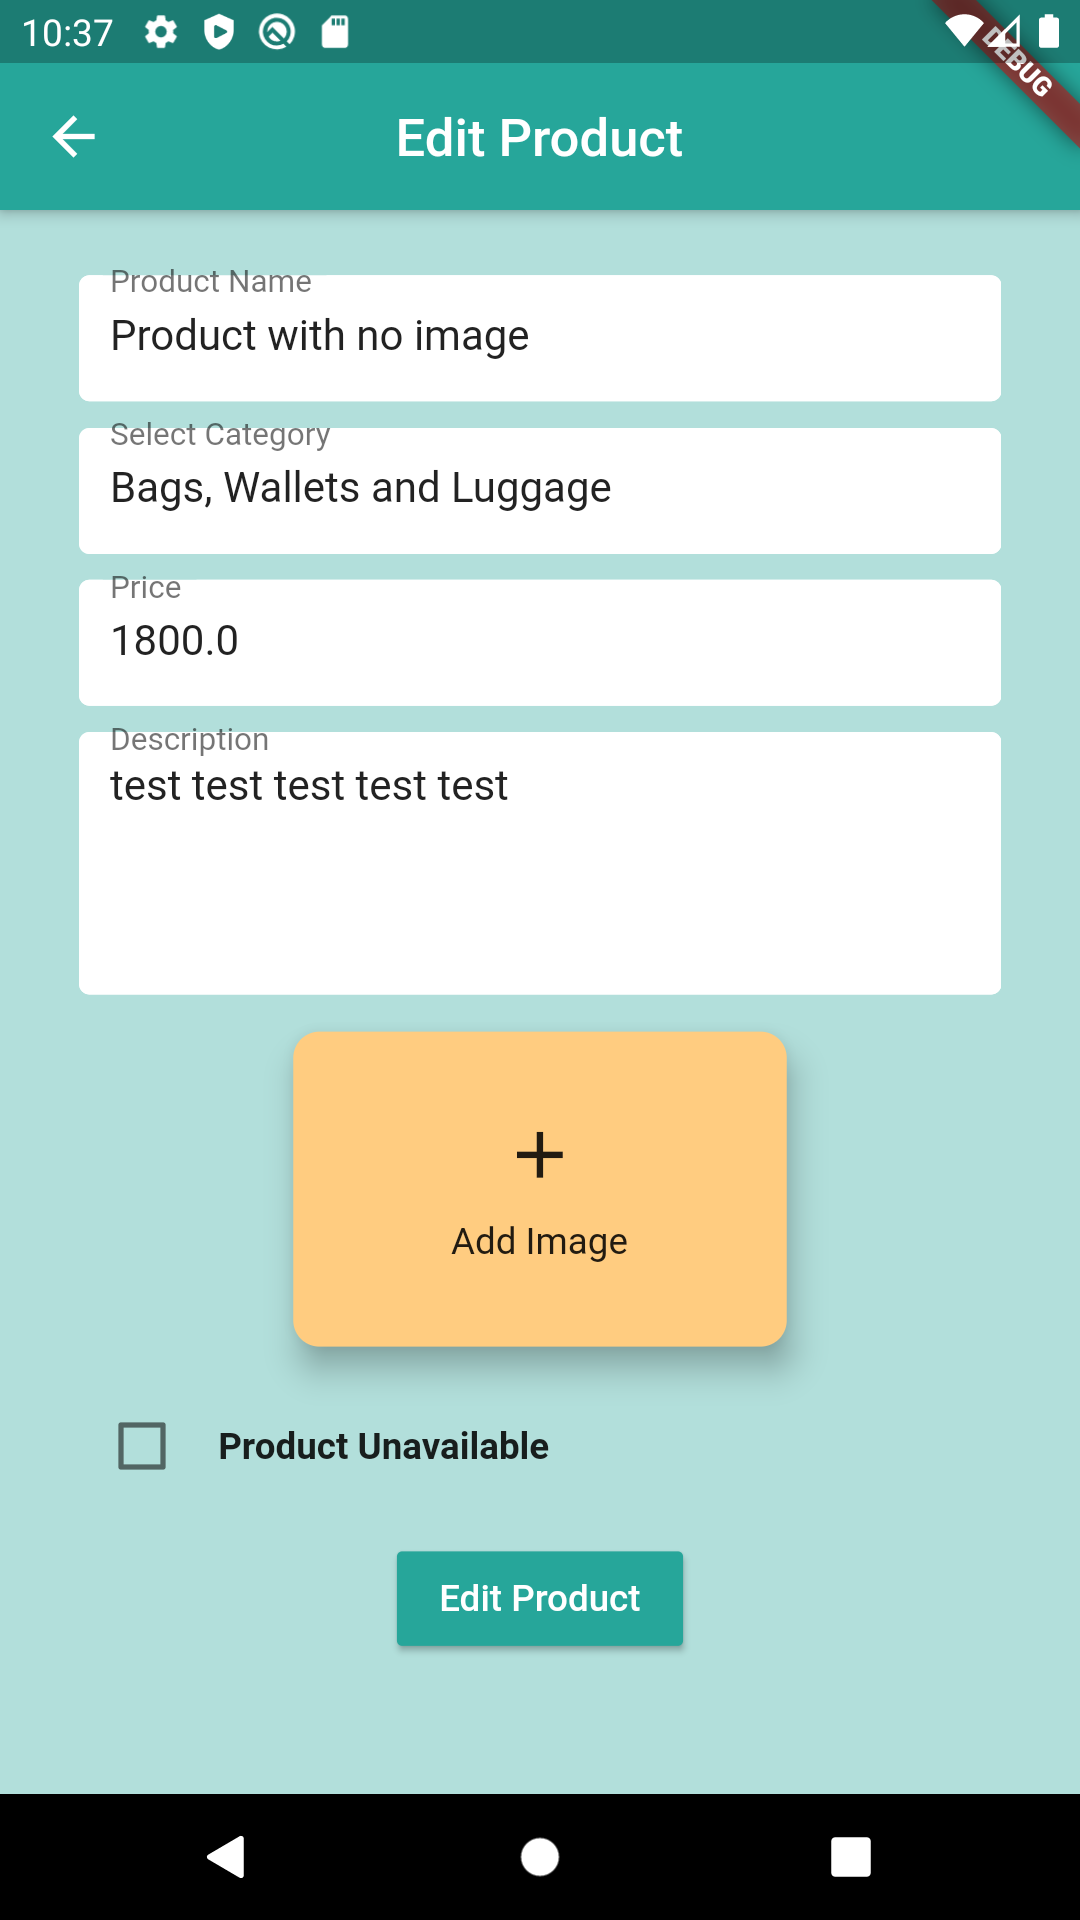 10:37
DEBUG
Edit Product
Product Name
Product with no image
Select Category
Bags, Wallets and Luggage
Price
1800.0
Description
test test test test test
Add Image
Product Unavailable
Edit Product